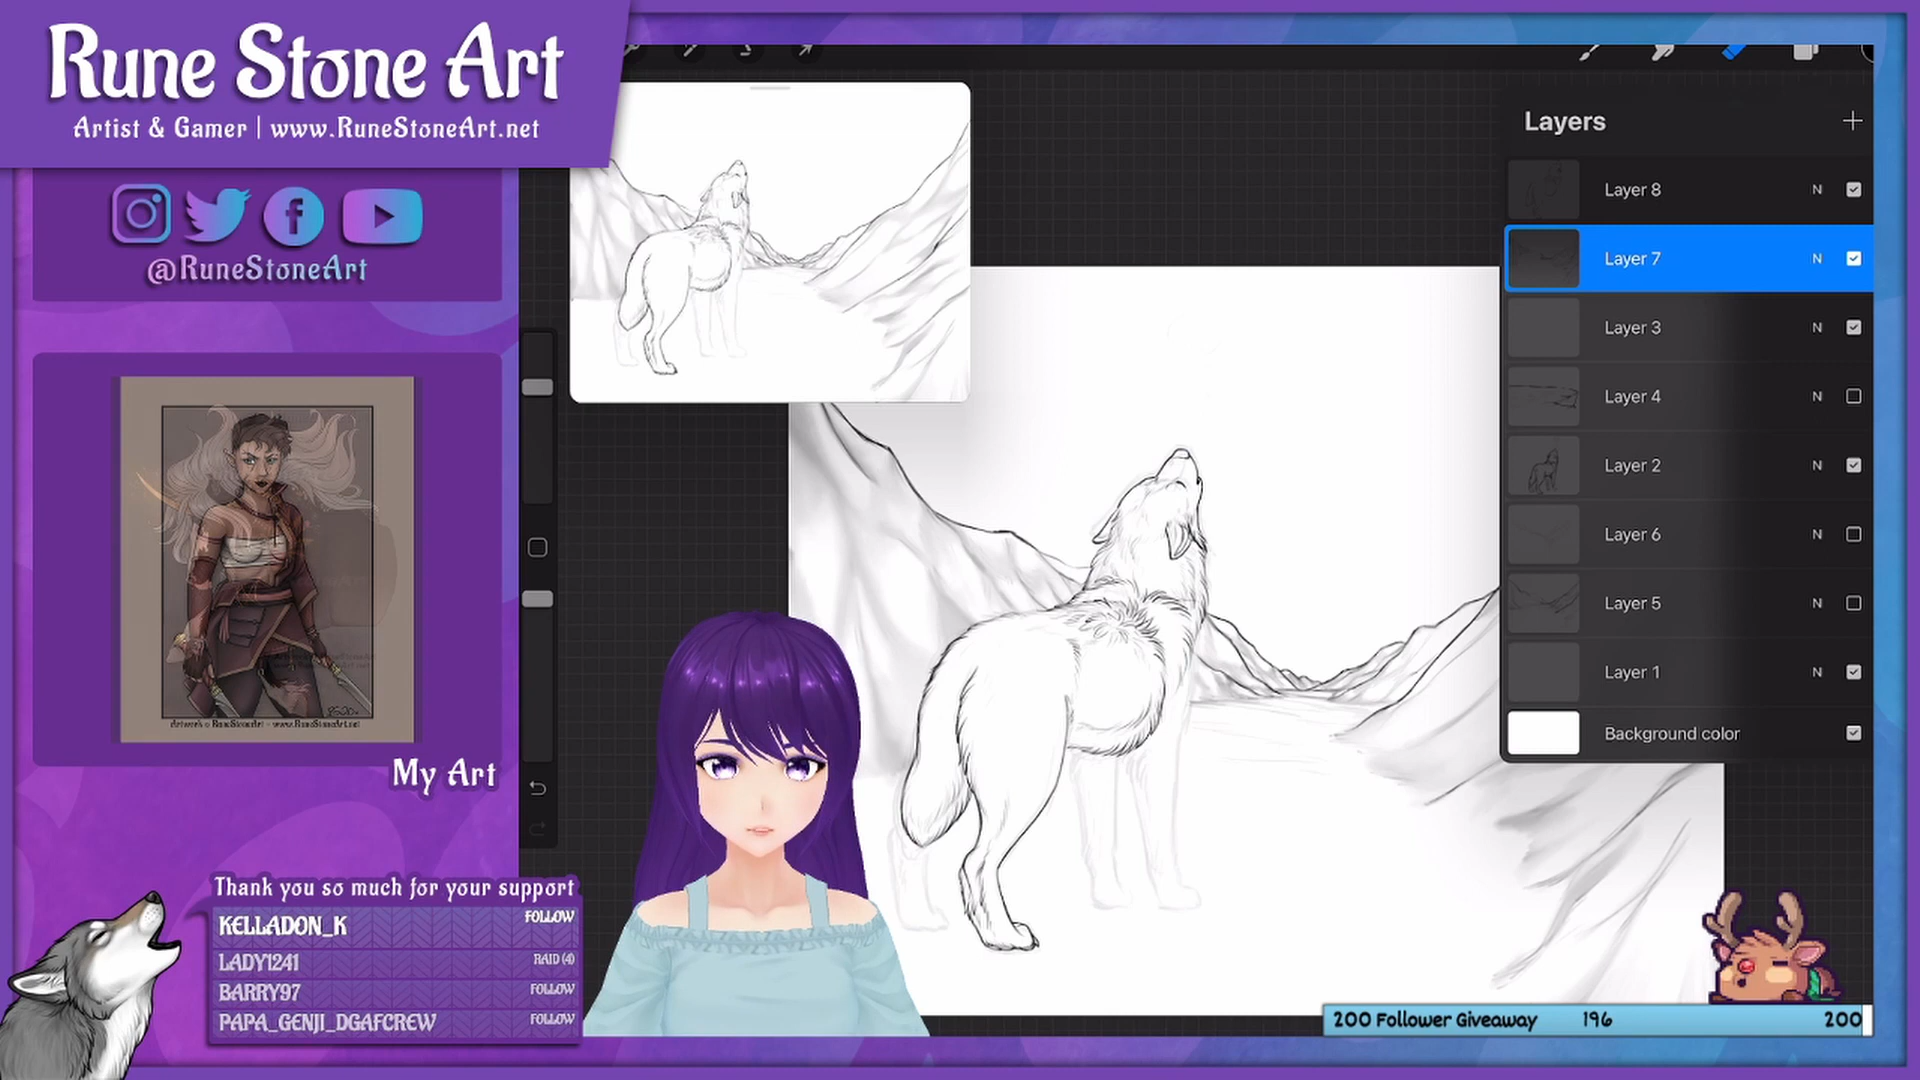 Rune Stone Art
Artist & Gamer | www.RuneStoneArt.net
@RuneStoneArt
My Art
Thank you so much for your support
KELLADON_K FOLLOW
LADY1241 RAID (4)
BARRY97 FOLLOW
PAPA_GENJI_DGAFCREW FOLLOW
Layers
Layer 8 N
Layer 7 N
Layer 3 N
Layer 4 N
Layer 2 N
Layer 6 N
Layer 5 N
Layer 1 N
Background color
200 Follower Giveaway 196 200